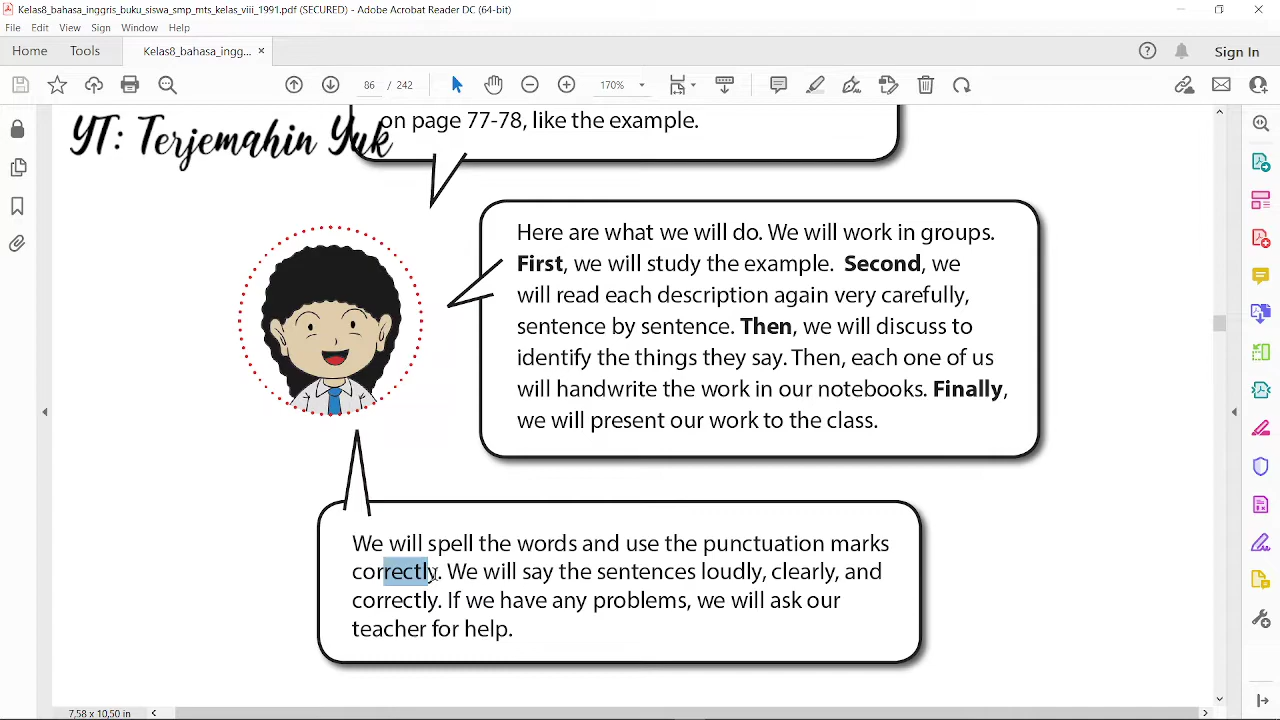 Kelas8_bahasa_inggris_buku_siswa_smp_mts_kelas_viii_1991.pdf (SECURED) - Adobe Acrobat Reader DC (64-bit)
File Edit View Sign Window Help
Home Tools Kelas8_bahasa_ingg... × Sign In
86 / 242 170%
on page 77-78, like the example.
YT: Terjemahin Yuk
Here are what we will do. We will work in groups.
First, we will study the example. Second, we
will read each description again very carefully,
sentence by sentence. Then, we will discuss to
identify the things they say. Then, each one of us
will handwrite the work in our notebooks. Finally,
we will present our work to the class.
We will spell the words and use the punctuation marks
correctly. We will say the sentences loudly, clearly, and
correctly. If we have any problems, we will ask our
teacher for help.
7,58 x 10,50 in